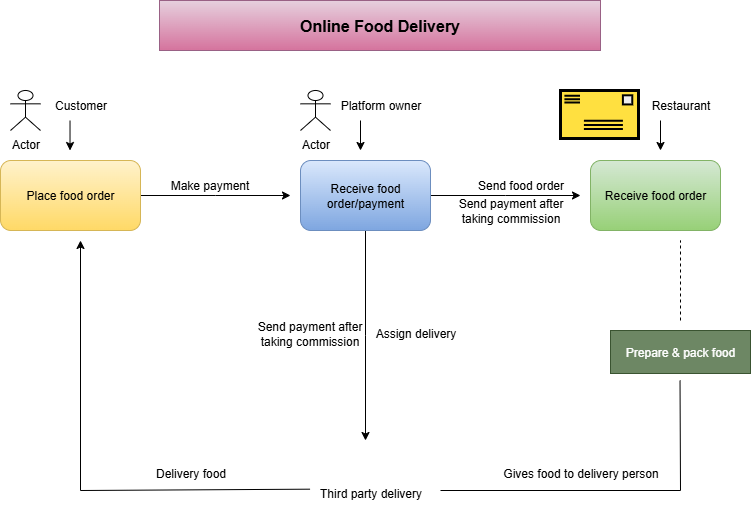 Online Food Delivery
Customer
Actor
Platform owner
Actor
Restaurant
Place food order
Make payment
Receive food
order/payment
Send food order
Send payment after
taking commission
Receive food order
Send payment after
taking commission
Assign delivery
Prepare & pack food
Delivery food
Third party delivery
Gives food to delivery person